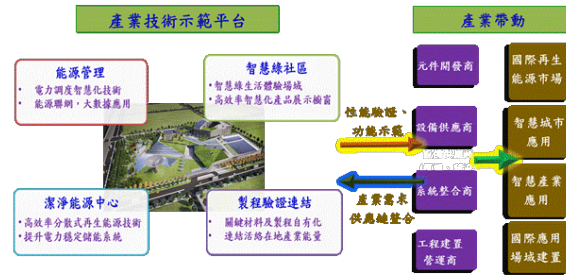 產業技術示範平台
能源管理
• 電力調度智慧化技術
• 能源聯網，大數據應用
智慧綠社區
• 智慧綠生活體驗場域
• 高效率智慧化產品展示櫥窗
潔淨能源中心
• 高效率分散式再生能源技術
• 提升電力穩定儲能系統
製程驗證連結
• 關鍵材料及製程自有化
• 連結活絡在地產業能量
性能驗證、
功能示範
產業需求
供應鏈整合
產業帶動
元件開發商
設備供應商
系統整合商
工程建置
營運商
國際再生
能源市場
智慧城市
應用
智慧產業
應用
國際應用
場域建置